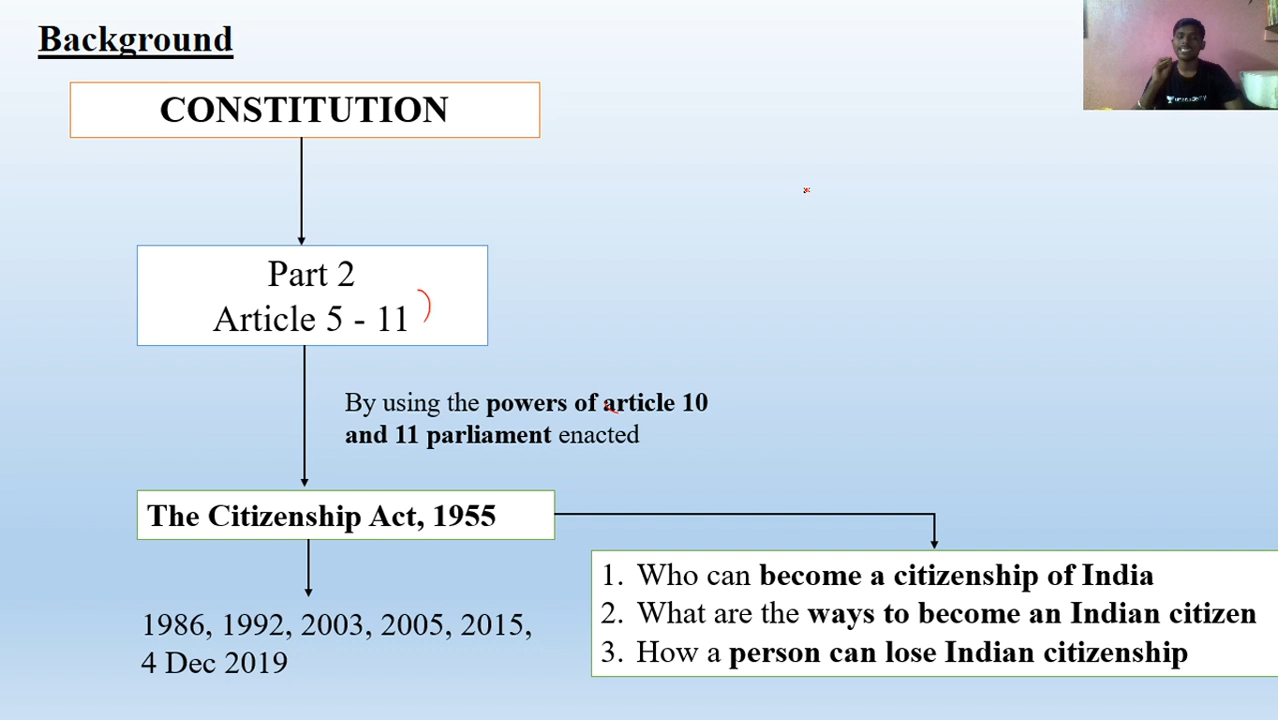 Background
CONSTITUTION
Part 2
Article 5 - 11
By using the powers of article 10
and 11 parliament enacted
The Citizenship Act, 1955
1. Who can become a citizenship of India
2. What are the ways to become an Indian citizen
3. How a person can lose Indian citizenship
1986, 1992, 2003, 2005, 2015,
4 Dec 2019